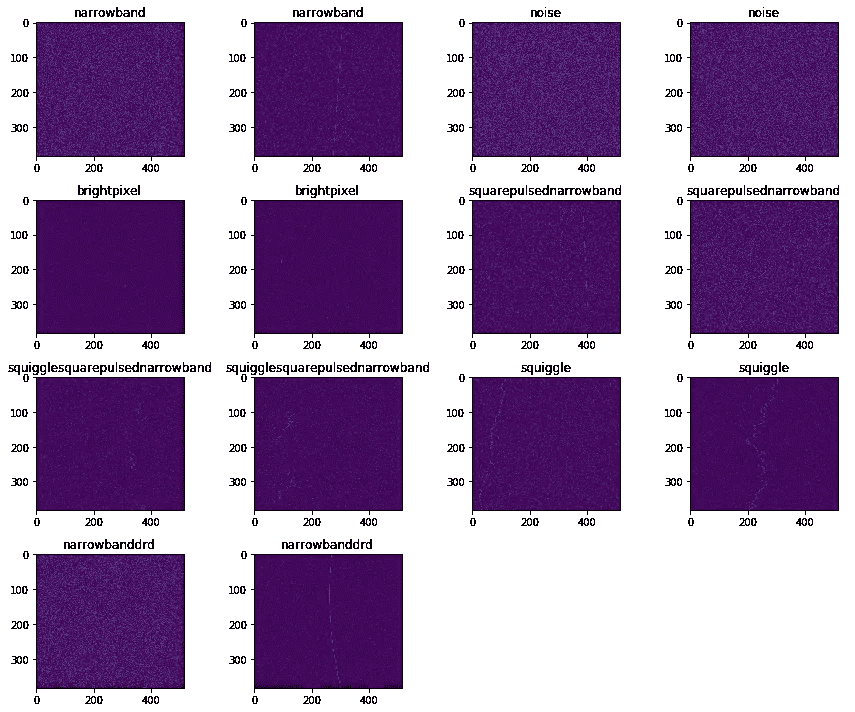 narrowband narrowband noise noise
0 0 0 0
100 100 100 100
200 200 200 200
300 300 300 300
0 200 400 0 200 400 0 200 400 0 200 400
brightpixel brightpixel squarepulsednarrowband squarepulsednarrowband
0 0 0 0
100 100 100 100
200 200 200 200
300 300 300 300
0 200 400 0 200 400 0 200 400 0 200 400
squigglesquarepulsednarrowband squigglesquarepulsednarrowband squiggle squiggle
0 0 0 0
100 100 100 100
200 200 200 200
300 300 300 300
0 200 400 0 200 400 0 200 400 0 200 400
narrowbanddrd narrowbanddrd
0 0
100 100
200 200
300 300
0 200 400 0 200 400